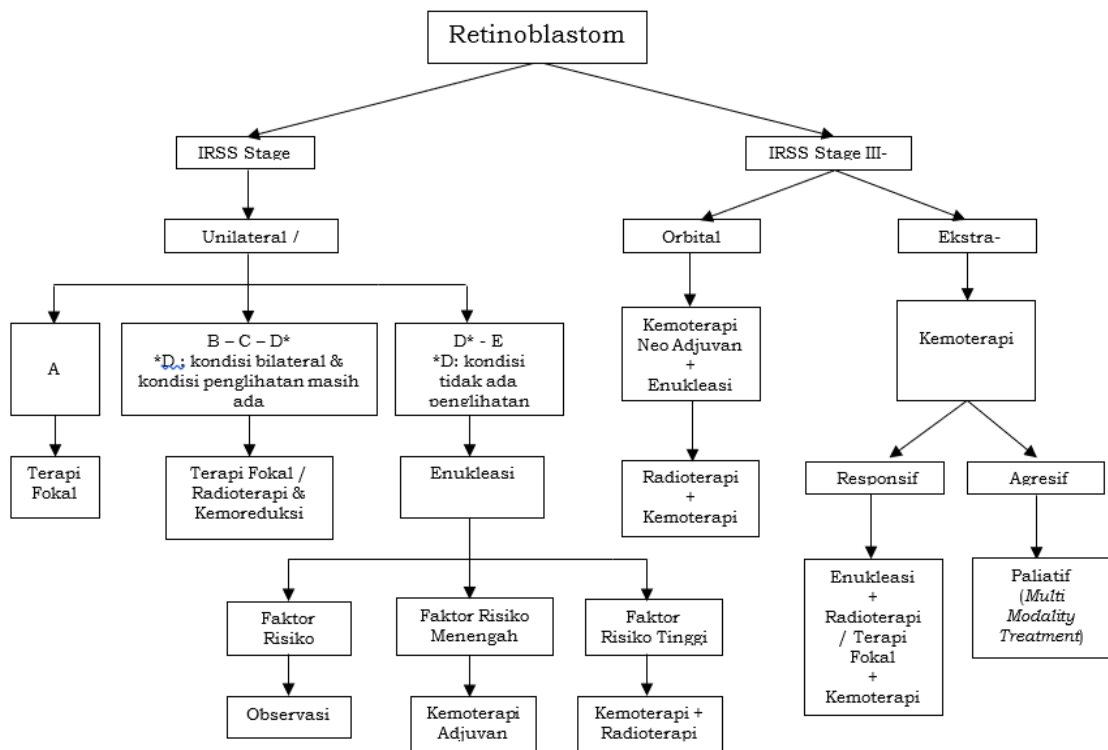 Retinoblastom
IRSS Stage
IRSS Stage III-
Unilateral /
Orbital
Ekstra-
A
B – C – D*
*D : kondisi bilateral &
kondisi penglihatan masih
ada
D* - E
*D: kondisi
tidak ada
penglihatan
Kemoterapi
Neo Adjuvan
+
Enukleasi
Kemoterapi
Terapi
Fokal
Terapi Fokal /
Radioterapi &
Kemoreduksi
Enukleasi
Radioterapi
+
Kemoterapi
Responsif
Agresif
Faktor
Risiko
Faktor Risiko
Menengah
Faktor
Risiko Tinggi
Enukleasi
+
Radioterapi
/ Terapi
Fokal
+
Kemoterapi
Paliatif
(Multi
Modality
Treatment)
Observasi
Kemoterapi
Adjuvan
Kemoterapi +
Radioterapi